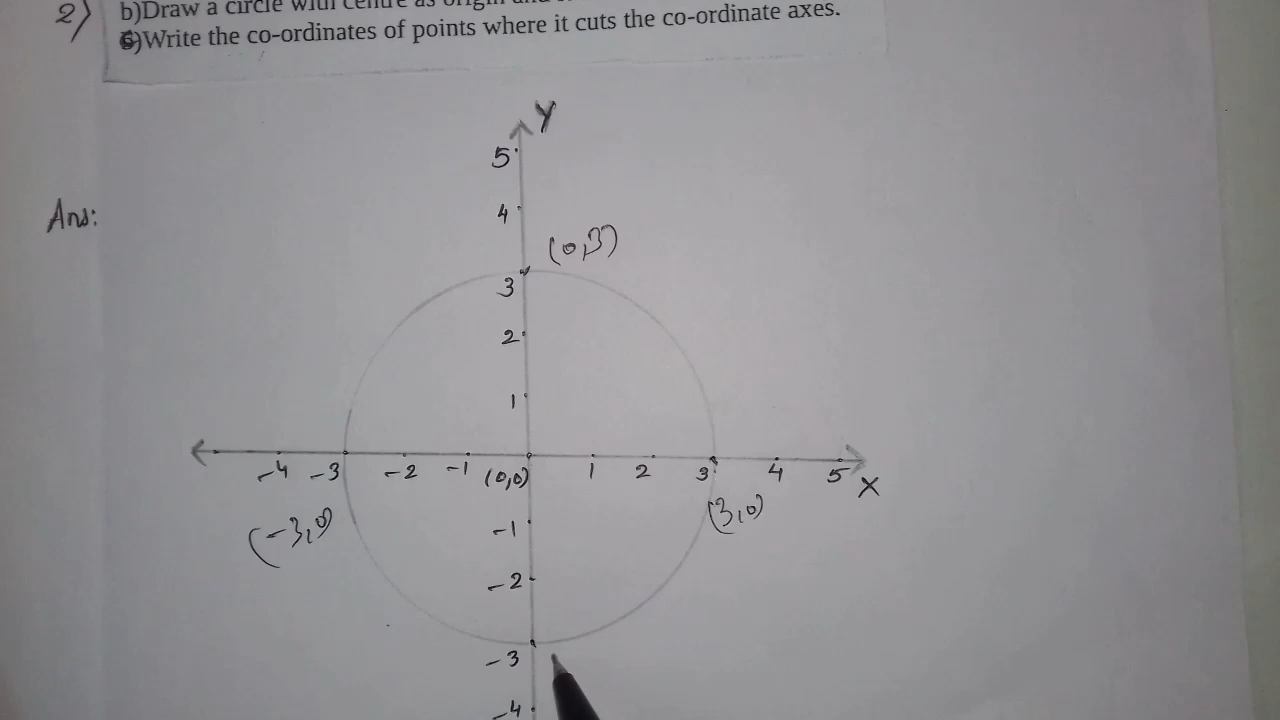 2) b)Draw a circle with centre as origin and
c)Write the co-ordinates of points where it cuts the co-ordinate axes.
Y
5
4
Ans:
(0,3)
3
2
1
-4 -3 -2 -1 (0,0) 1 2 3 4 5 X
(-3,0) (3,0)
-1
-2
-3
-4